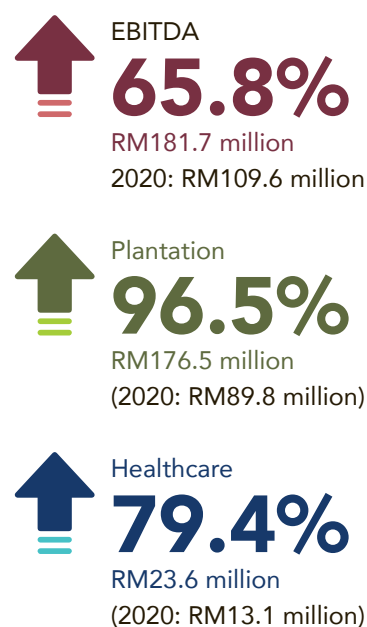 EBITDA
65.8%
RM181.7 million
2020: RM109.6 million
Plantation
96.5%
RM176.5 million
(2020: RM89.8 million)
Healthcare
79.4%
RM23.6 million
(2020: RM13.1 million)